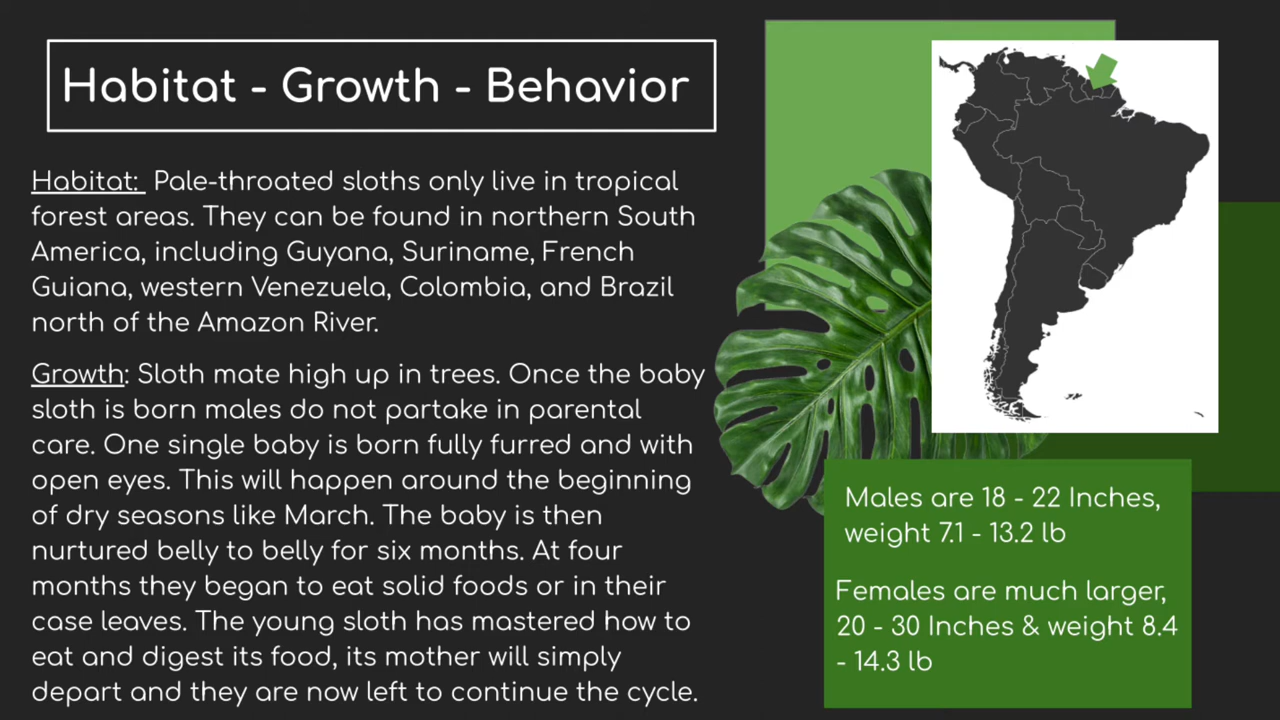 Habitat - Growth - Behavior
Habitat:  Pale-throated sloths only live in tropical
forest areas. They can be found in northern South
America, including Guyana, Suriname, French
Guiana, western Venezuela, Colombia, and Brazil
north of the Amazon River.
Growth: Sloth mate high up in trees. Once the baby
sloth is born males do not partake in parental
care. One single baby is born fully furred and with
open eyes. This will happen around the beginning
of dry seasons like March. The baby is then
nurtured belly to belly for six months. At four
months they began to eat solid foods or in their
case leaves. The young sloth has mastered how to
eat and digest its food, its mother will simply
depart and they are now left to continue the cycle.
Males are 18 - 22 Inches,
weight 7.1 - 13.2 lb
Females are much larger,
20 - 30 Inches & weight 8.4
- 14.3 lb